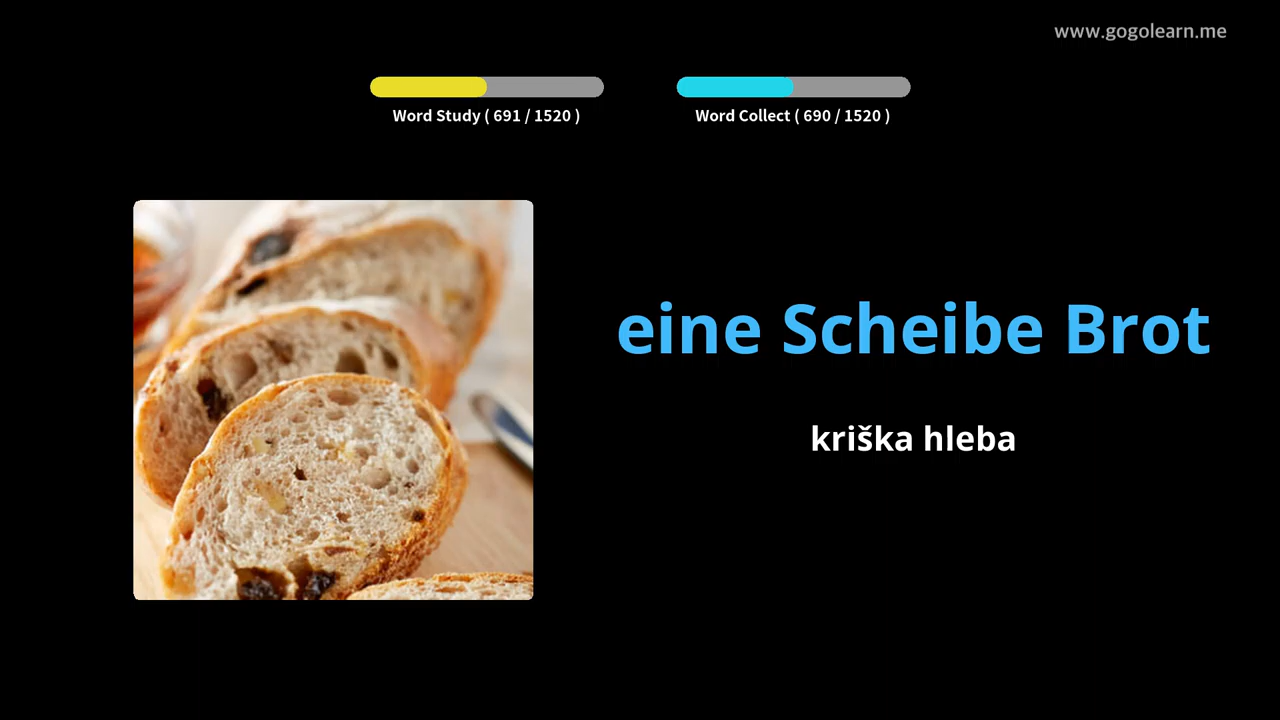 www.gogolearn.me
Word Study ( 691 / 1520 )
Word Collect ( 690 / 1520 )
eine Scheibe Brot
kriška hleba